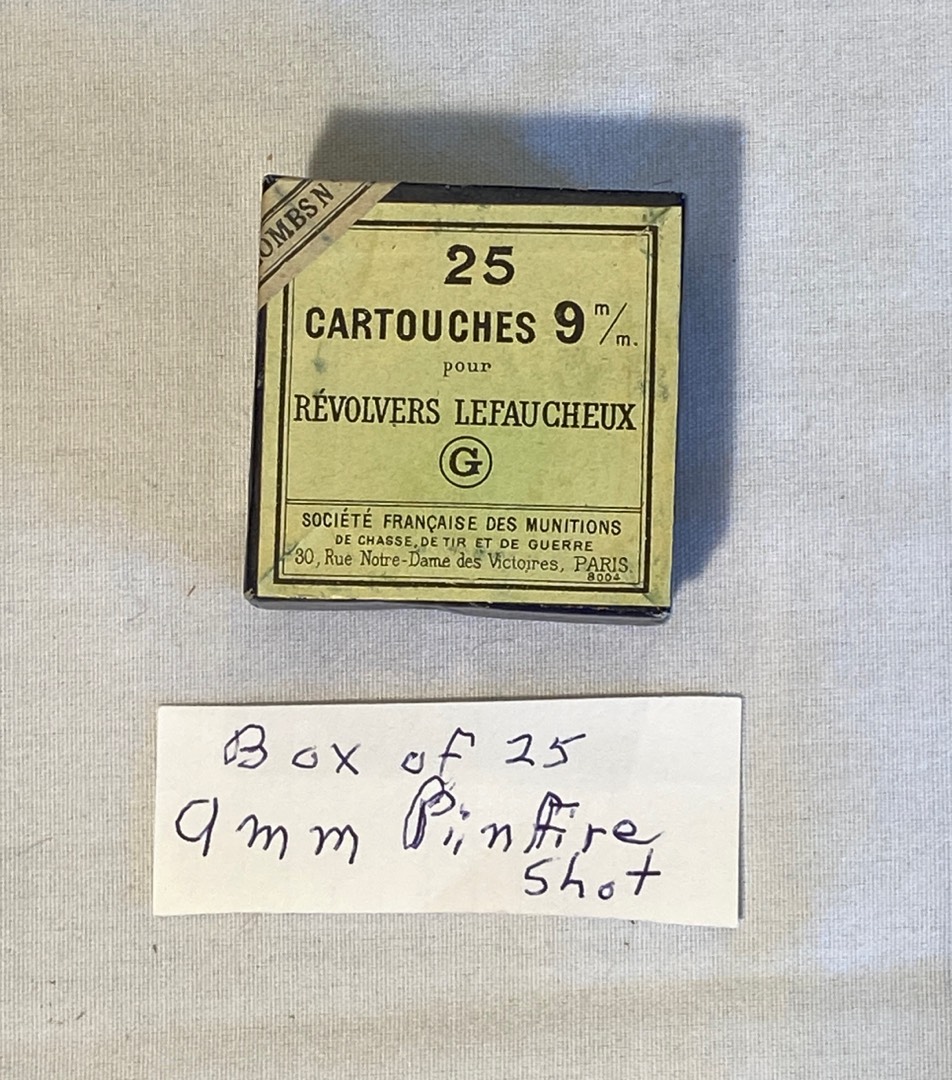 OMBS N
25
CARTOUCHES 9 m/m.
pour
RÉVOLVERS LEFAUCHEUX
G
SOCIÉTÉ FRANÇAISE DES MUNITIONS
DE CHASSE, DE TIR ET DE GUERRE
30, Rue Notre-Dame des Victoires, PARIS.
8004
Box of 25
9mm Pinfire
Shot